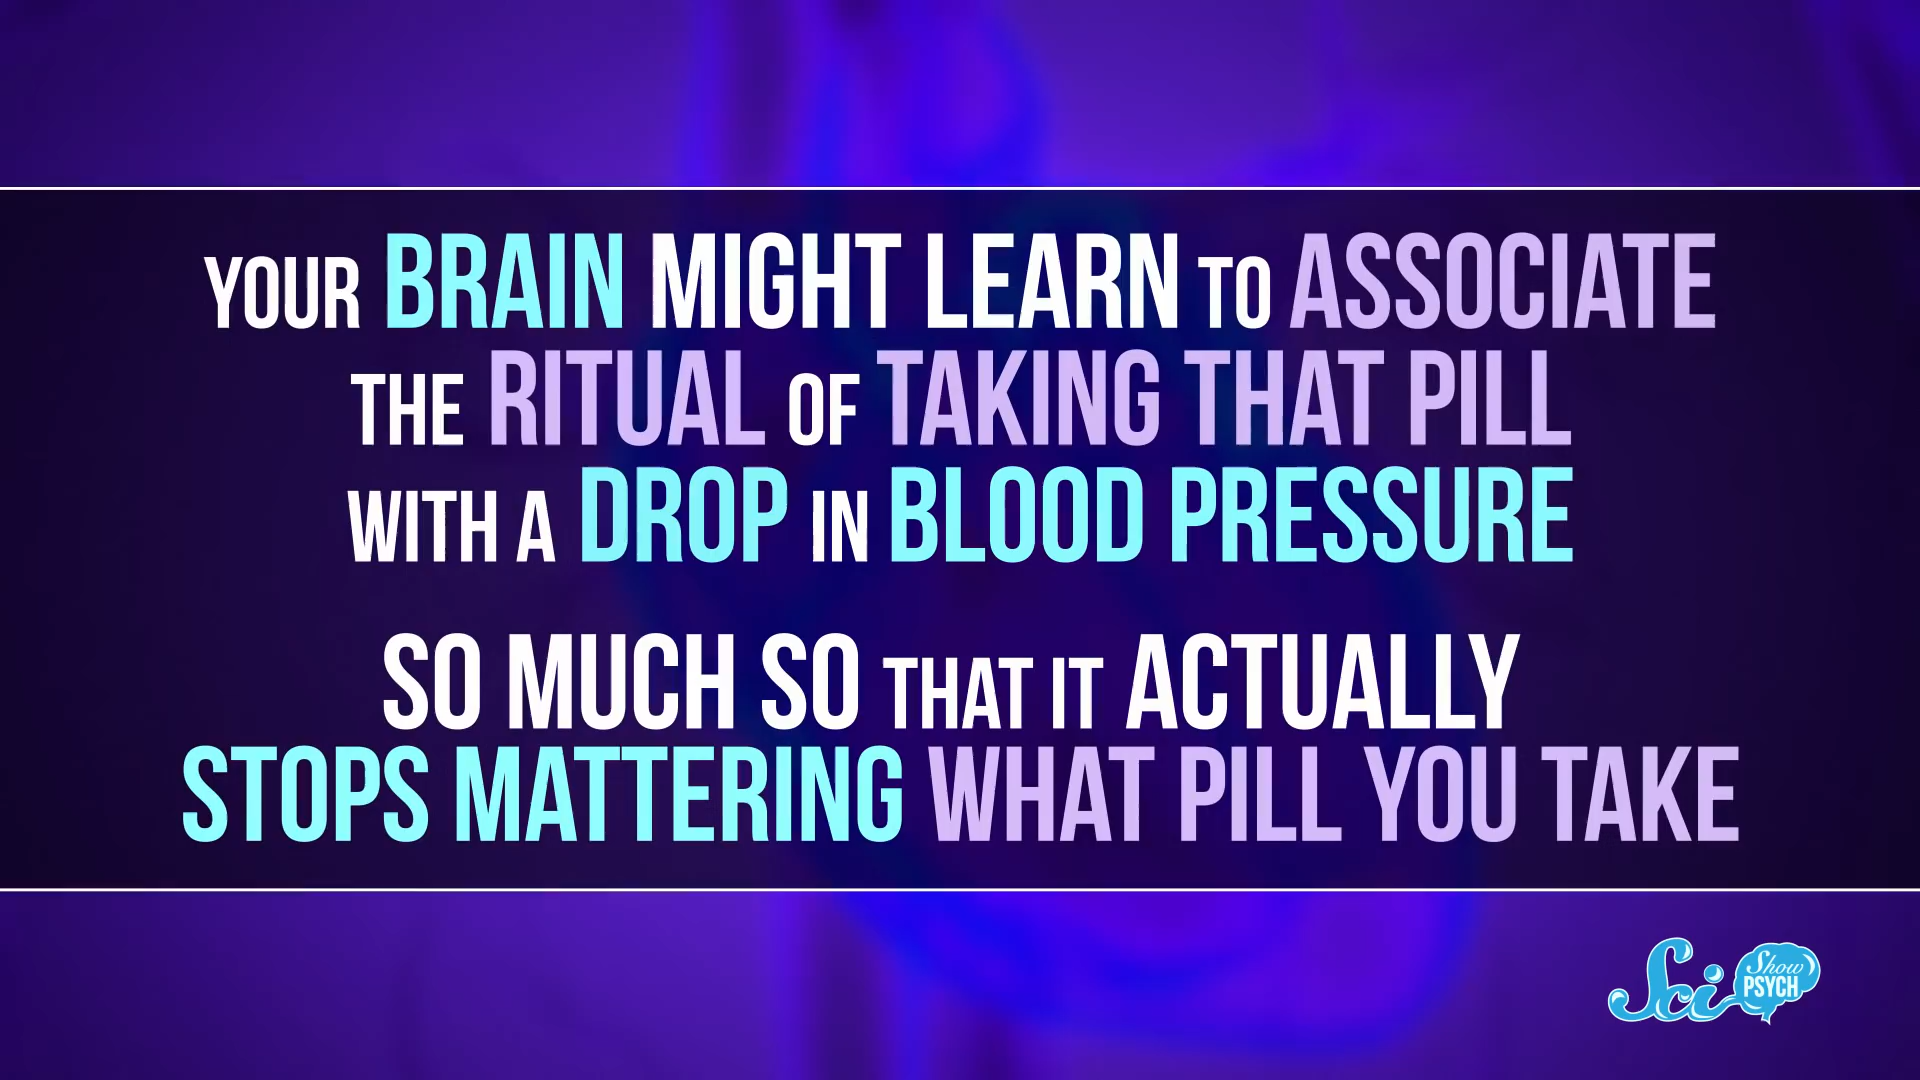 YOUR BRAIN MIGHT LEARN TO ASSOCIATE
THE RITUAL OF TAKING THAT PILL
WITH A DROP IN BLOOD PRESSURE
SO MUCH SO THAT IT ACTUALLY
STOPS MATTERING WHAT PILL YOU TAKE
Sci Show
PSYCH